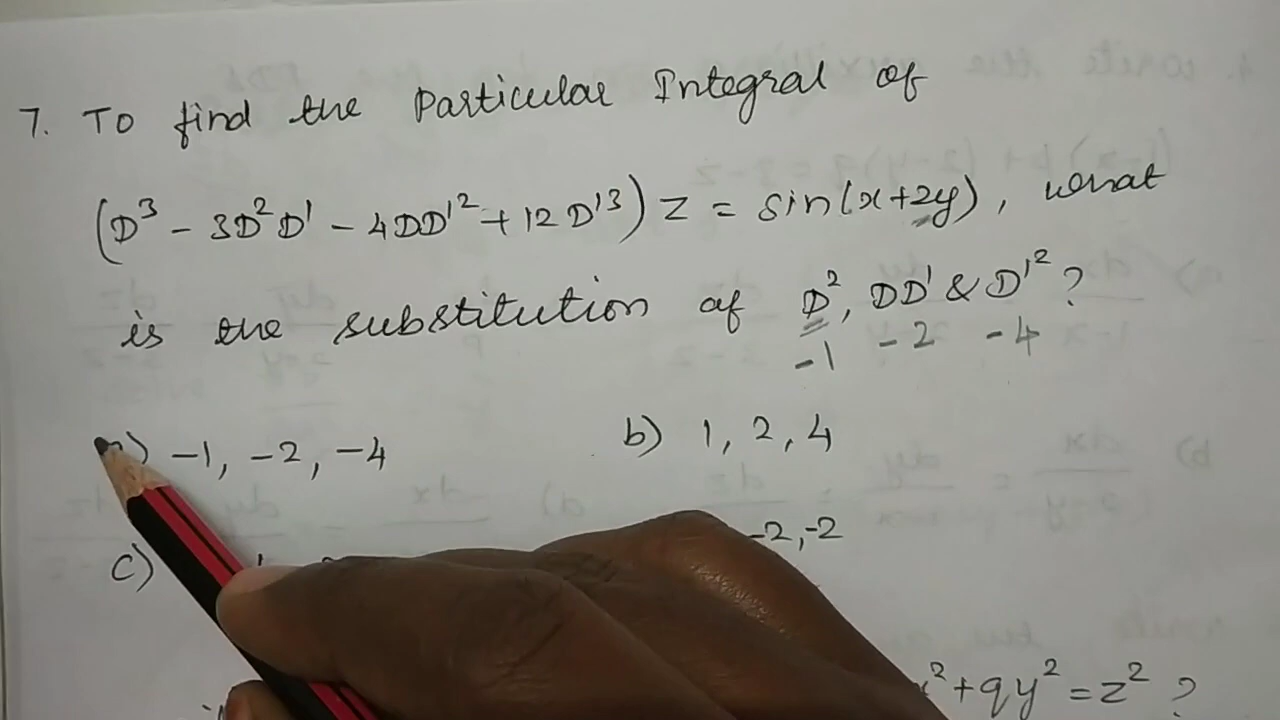 7. To find the Particular Integral of
(D³ - 3D²D' - 4DD'² + 12D'³) z = sin(x+2y), what
is the substitution of D², DD' & D'² ?
-1 -2 -4
a) -1, -2, -4 b) 1, 2, 4
c) -2, -2
x² + qy² = z² ?